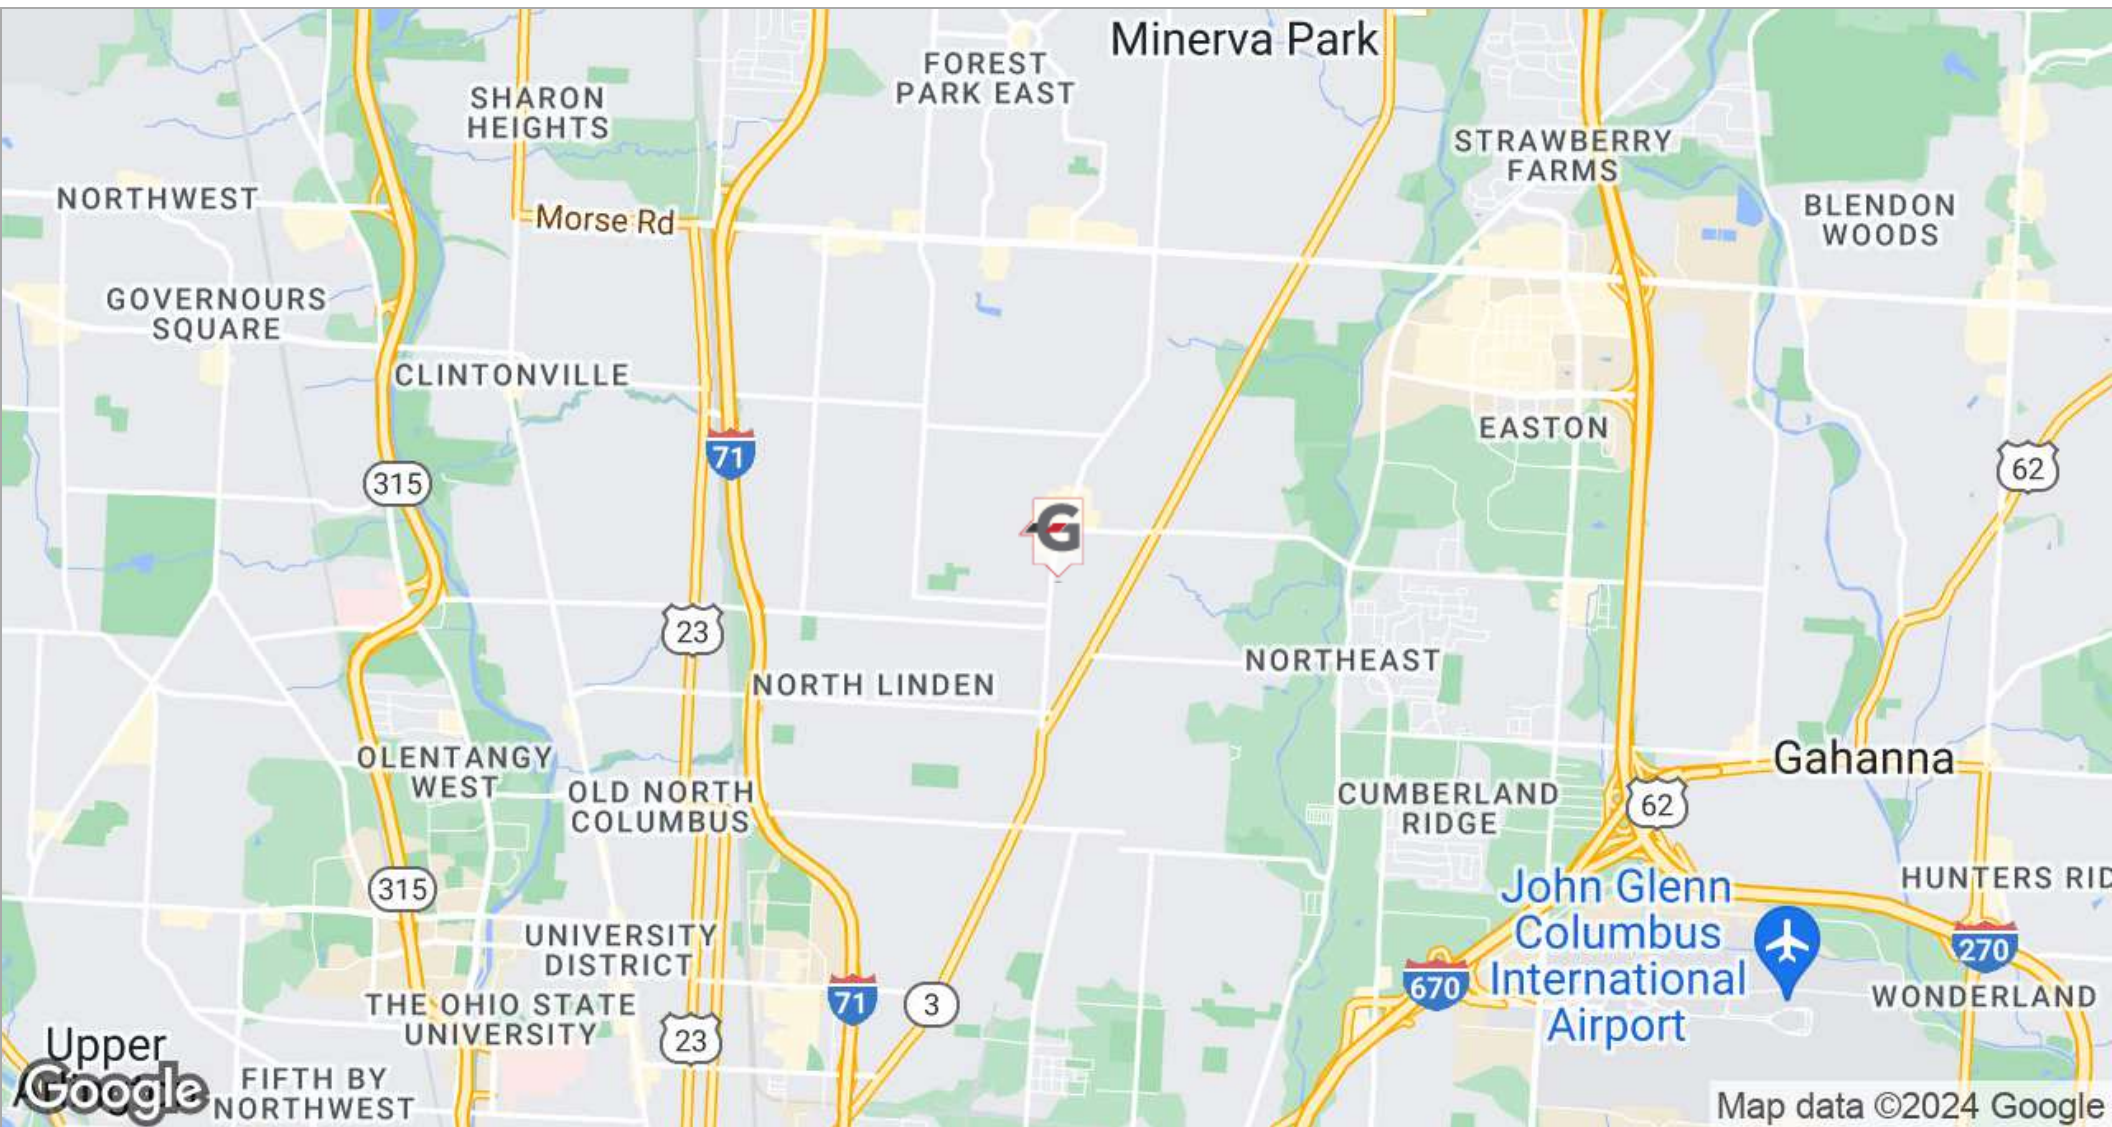 Minerva Park
FOREST
PARK EAST
SHARON
HEIGHTS
STRAWBERRY
FARMS
NORTHWEST
Morse Rd
BLENDON
WOODS
GOVERNOURS
SQUARE
CLINTONVILLE
EASTON
71
62
315
G
23
NORTHEAST
NORTH LINDEN
OLENTANGY
WEST
Gahanna
OLD NORTH
COLUMBUS
CUMBERLAND
RIDGE
62
315
John Glenn
Columbus
International
Airport
HUNTERS RID
UNIVERSITY
DISTRICT
270
670
71
3
WONDERLAND
THE OHIO STATE
UNIVERSITY
23
Upper
Google
FIFTH BY
NORTHWEST
Map data ©2024 Google